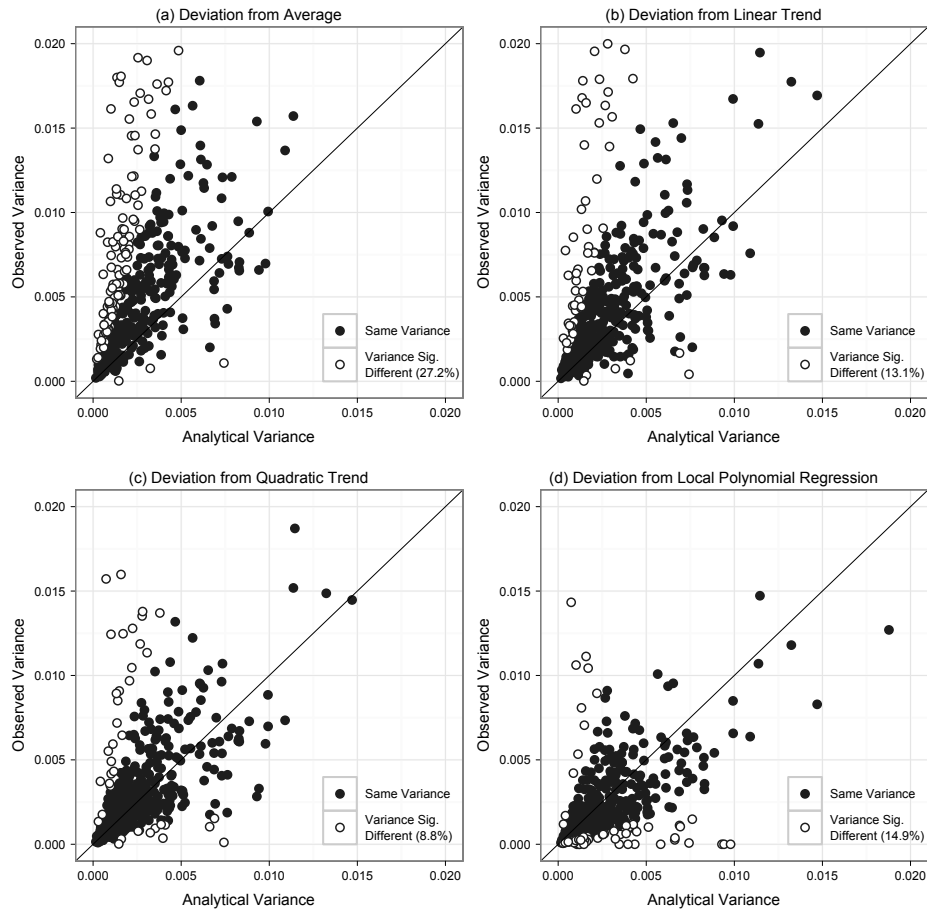 (a) Deviation from Average
(b) Deviation from Linear Trend
0.020
0.015
0.010
0.005
0.000
Observed Variance
Same Variance
Variance Sig.
Different (27.2%)
0.000 0.005 0.010 0.015 0.020
Analytical Variance
0.020
0.015
0.010
0.005
0.000
Observed Variance
Same Variance
Variance Sig.
Different (13.1%)
0.000 0.005 0.010 0.015 0.020
Analytical Variance
(c) Deviation from Quadratic Trend
(d) Deviation from Local Polynomial Regression
0.020
0.015
0.010
0.005
0.000
Observed Variance
Same Variance
Variance Sig.
Different (8.8%)
0.000 0.005 0.010 0.015 0.020
Analytical Variance
0.020
0.015
0.010
0.005
0.000
Observed Variance
Same Variance
Variance Sig.
Different (14.9%)
0.000 0.005 0.010 0.015 0.020
Analytical Variance